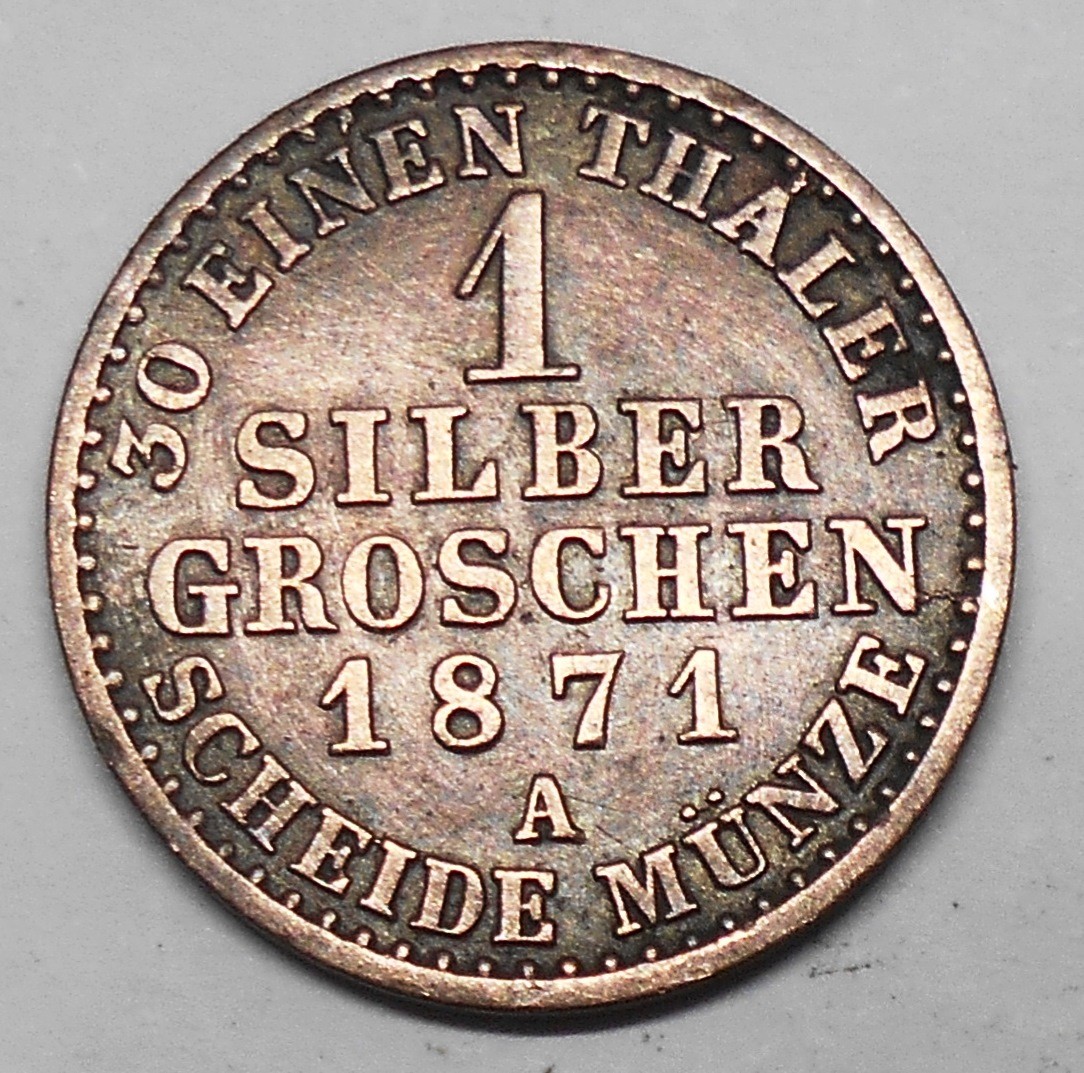 30 EINEN THALER
1
SILBER
GROSCHEN
1871
A
SCHEIDE MÜNZE